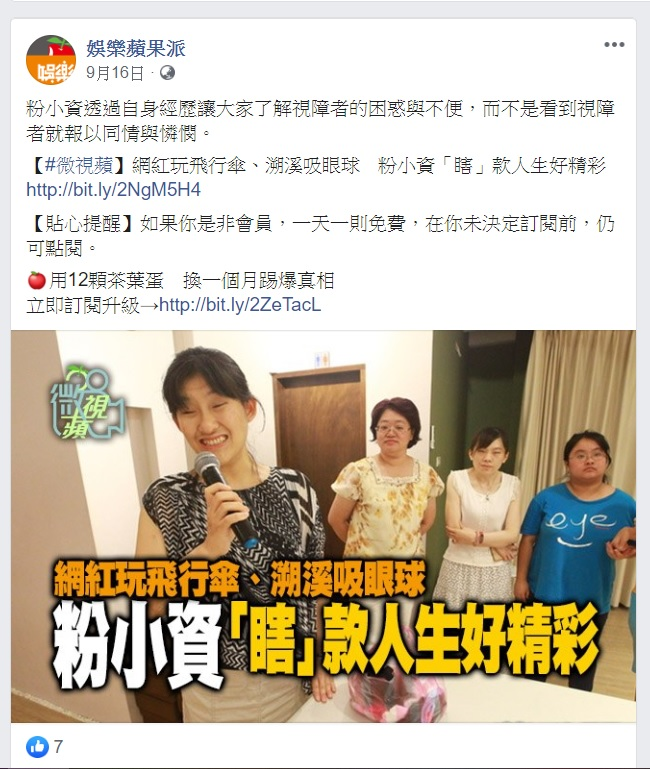 娛樂
娛樂蘋果派
9月16日 ·
粉小資透過自身經歷讓大家了解視障者的困惑與不便，而不是看到視障
者就報以同情與憐憫。
【#微視蘋】網紅玩飛行傘、溯溪吸眼球　粉小資「瞎」款人生好精彩
http://bit.ly/2NgM5H4
【貼心提醒】如果你是非會員，一天一則免費，在你未決定訂閱前，仍
可點閱。
用12顆茶葉蛋　換一個月踢爆真相
立即訂閱升級→http://bit.ly/2ZeTacL
微視蘋
eye
網紅玩飛行傘、溯溪吸眼球
粉小資「瞎」款人生好精彩
7